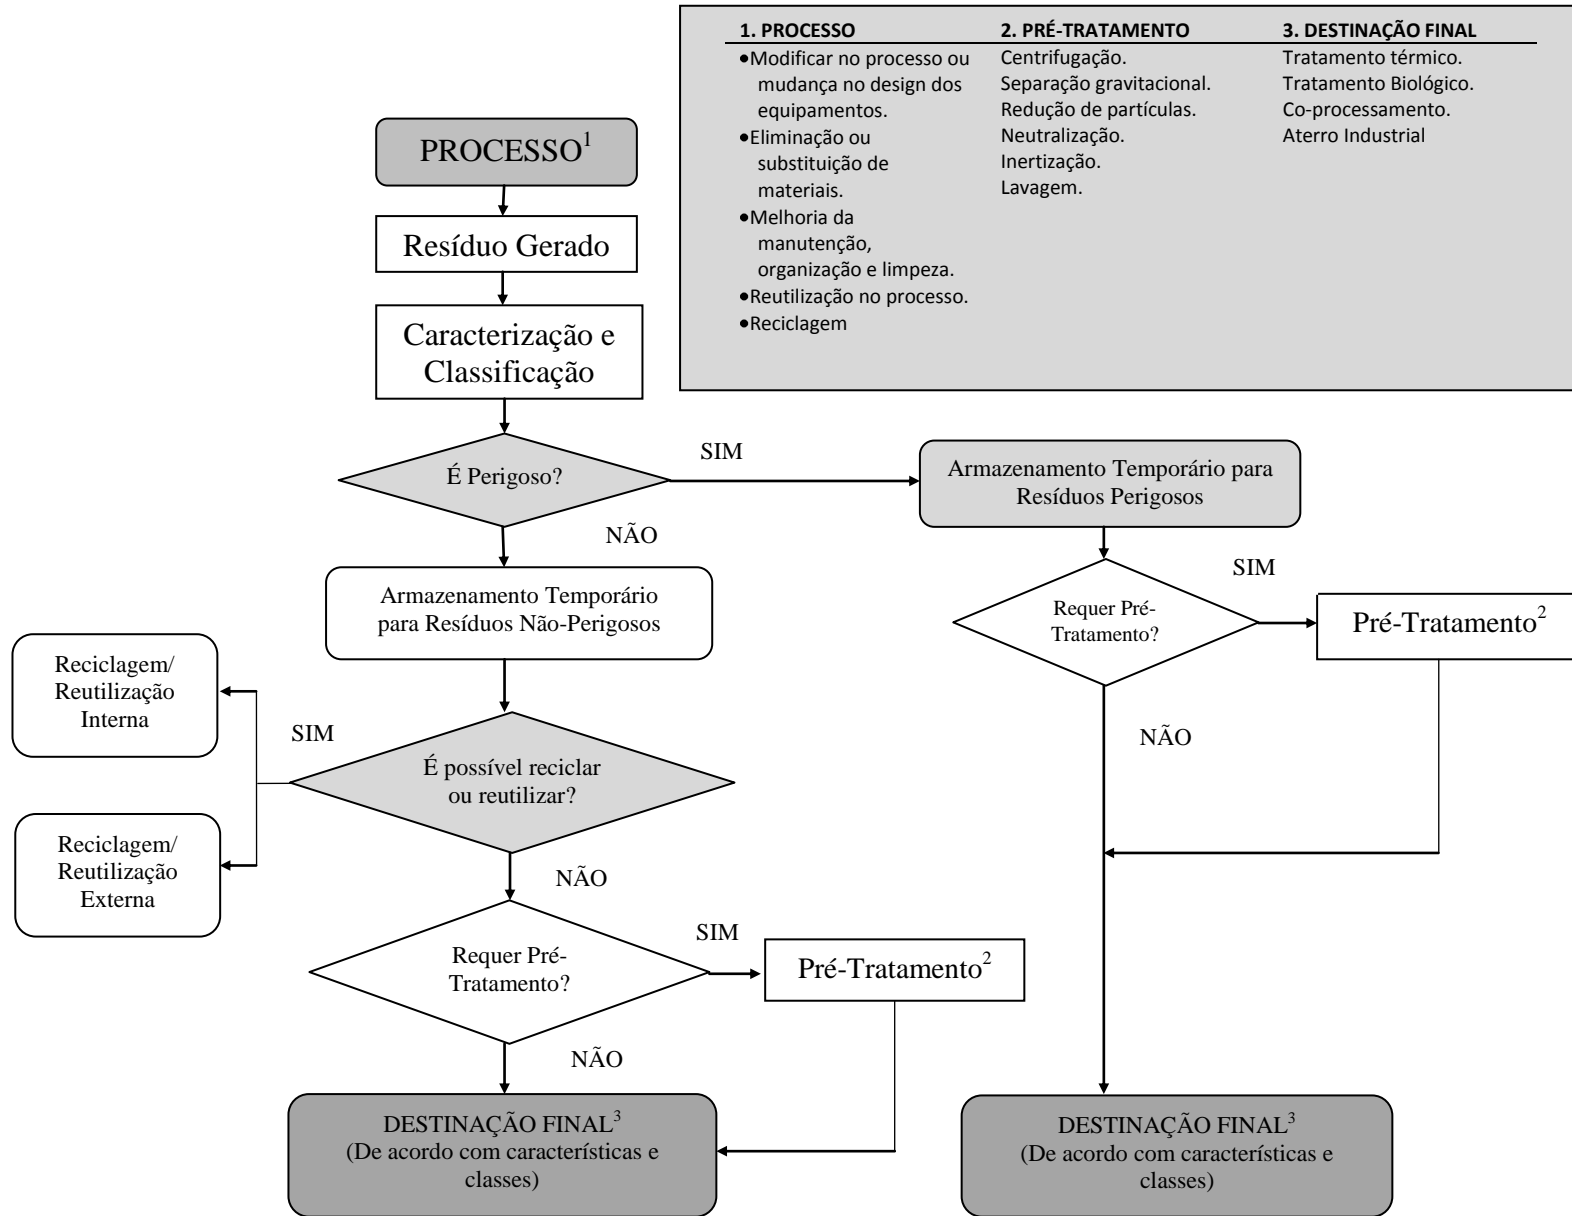 1. PROCESSO
•Modificar no processo ou
mudança no design dos
equipamentos.
•Eliminação ou
substituição de
materiais.
•Melhoria da
manutenção,
organização e limpeza.
•Reutilização no processo.
•Reciclagem
2. PRÉ-TRATAMENTO
Centrifugação.
Separação gravitacional.
Redução de partículas.
Neutralização.
Inertização.
Lavagem.
3. DESTINAÇÃO FINAL
Tratamento térmico.
Tratamento Biológico.
Co-processamento.
Aterro Industrial
PROCESSO¹
Resíduo Gerado
Caracterização e
Classificação
É Perigoso?
SIM
NÃO
Armazenamento Temporário para
Resíduos Perigosos
Requer Pré-
Tratamento?
SIM
Pré-Tratamento²
NÃO
Armazenamento Temporário
para Resíduos Não-Perigosos
É possível reciclar
ou reutilizar?
SIM
Reciclagem/
Reutilização
Interna
Reciclagem/
Reutilização
Externa
NÃO
Requer Pré-
Tratamento?
SIM
Pré-Tratamento²
NÃO
DESTINAÇÃO FINAL³
(De acordo com características e
classes)
DESTINAÇÃO FINAL³
(De acordo com características e
classes)